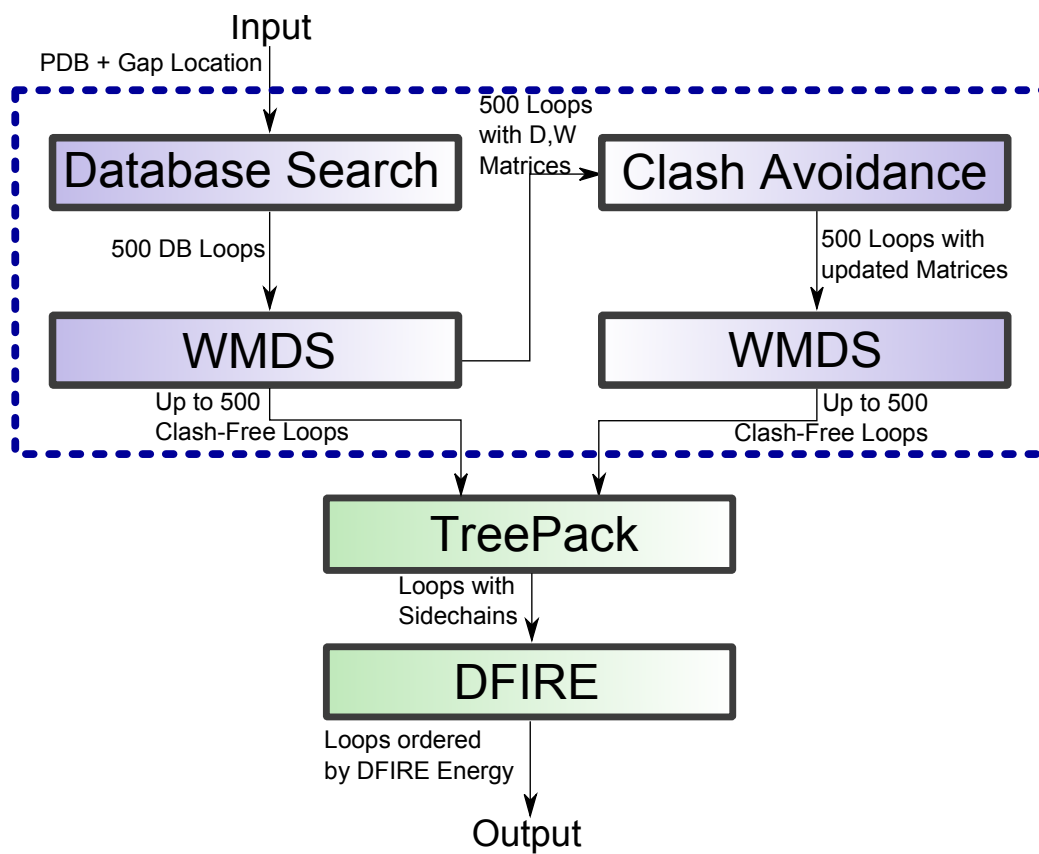 Input
PDB + Gap Location
500 Loops
with D,W
Matrices
Database Search
Clash Avoidance
500 DB Loops
500 Loops with
updated Matrices
WMDS
WMDS
Up to 500
Clash-Free Loops
Up to 500
Clash-Free Loops
TreePack
Loops with
Sidechains
DFIRE
Loops ordered
by DFIRE Energy
Output